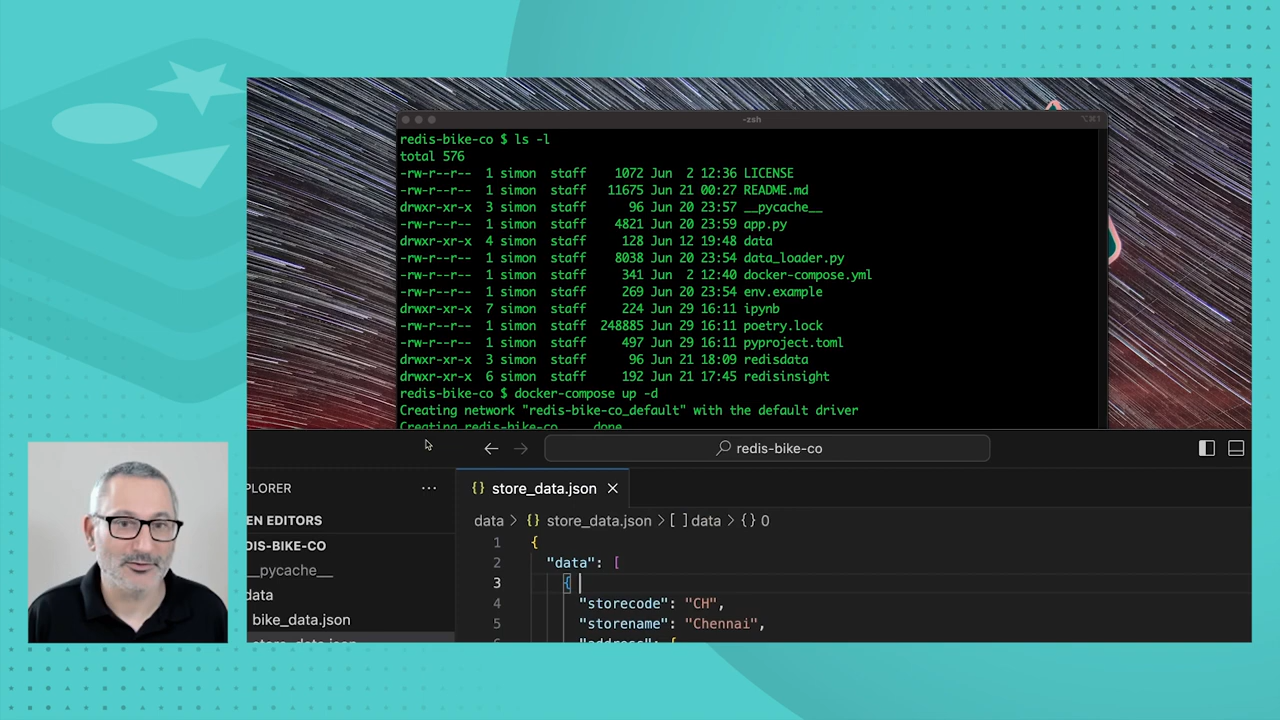 -zsh
redis-bike-co $ ls -l
total 576
-rw-r--r-- 1 simon staff 1072 Jun 2 12:36 LICENSE
-rw-r--r-- 1 simon staff 11675 Jun 21 00:27 README.md
drwxr-xr-x 3 simon staff 96 Jun 20 23:57 __pycache__
-rw-r--r-- 1 simon staff 4821 Jun 20 23:59 app.py
drwxr-xr-x 4 simon staff 128 Jun 12 19:48 data
-rw-r--r-- 1 simon staff 8038 Jun 20 23:54 data_loader.py
-rw-r--r-- 1 simon staff 341 Jun 2 12:40 docker-compose.yml
-rw-r--r-- 1 simon staff 269 Jun 20 23:54 env.example
drwxr-xr-x 7 simon staff 224 Jun 29 16:11 ipynb
-rw-r--r-- 1 simon staff 248885 Jun 29 16:11 poetry.lock
-rw-r--r-- 1 simon staff 497 Jun 29 16:11 pyproject.toml
drwxr-xr-x 3 simon staff 96 Jun 21 18:09 redisdata
drwxr-xr-x 6 simon staff 192 Jun 21 17:45 redisinsight
redis-bike-co $ docker-compose up -d
Creating network "redis-bike-co_default" with the default driver
Creating redis-bike-co ... done
redis-bike-co
PLORER
EN EDITORS
DIS-BIKE-CO
__pycache__
data
bike_data.json
store_data.json
{} store_data.json
data > {} store_data.json > [ ] data > {} 0
1 {
2 "data": [
3 {
4 "storecode": "CH",
5 "storename": "Chennai",
6 "address": {